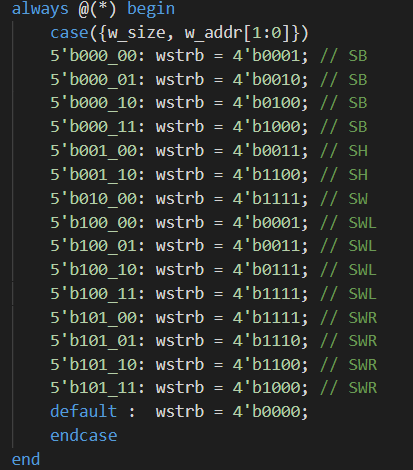 always @(*) begin
case({w_size, w_addr[1:0]})
5'b000_00: wstrb = 4'b0001; // SB
5'b000_01: wstrb = 4'b0010; // SB
5'b000_10: wstrb = 4'b0100; // SB
5'b000_11: wstrb = 4'b1000; // SB
5'b001_00: wstrb = 4'b0011; // SH
5'b001_10: wstrb = 4'b1100; // SH
5'b010_00: wstrb = 4'b1111; // SW
5'b100_00: wstrb = 4'b0001; // SWL
5'b100_01: wstrb = 4'b0011; // SWL
5'b100_10: wstrb = 4'b0111; // SWL
5'b100_11: wstrb = 4'b1111; // SWL
5'b101_00: wstrb = 4'b1111; // SWR
5'b101_01: wstrb = 4'b1110; // SWR
5'b101_10: wstrb = 4'b1100; // SWR
5'b101_11: wstrb = 4'b1000; // SWR
default :  wstrb = 4'b0000;
endcase
end